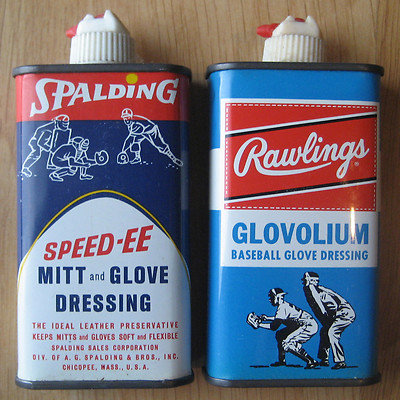 SPALDING
SPEED-EE
MITT and GLOVE
DRESSING
THE IDEAL LEATHER PRESERVATIVE
KEEPS MITTS and GLOVES SOFT and FLEXIBLE
SPALDING SALES CORPORATION
DIV. OF A. G. SPALDING & BROS., INC.
CHICOPEE, MASS., U.S.A.
Rawlings®
GLOVOLIUM
BASEBALL GLOVE DRESSING